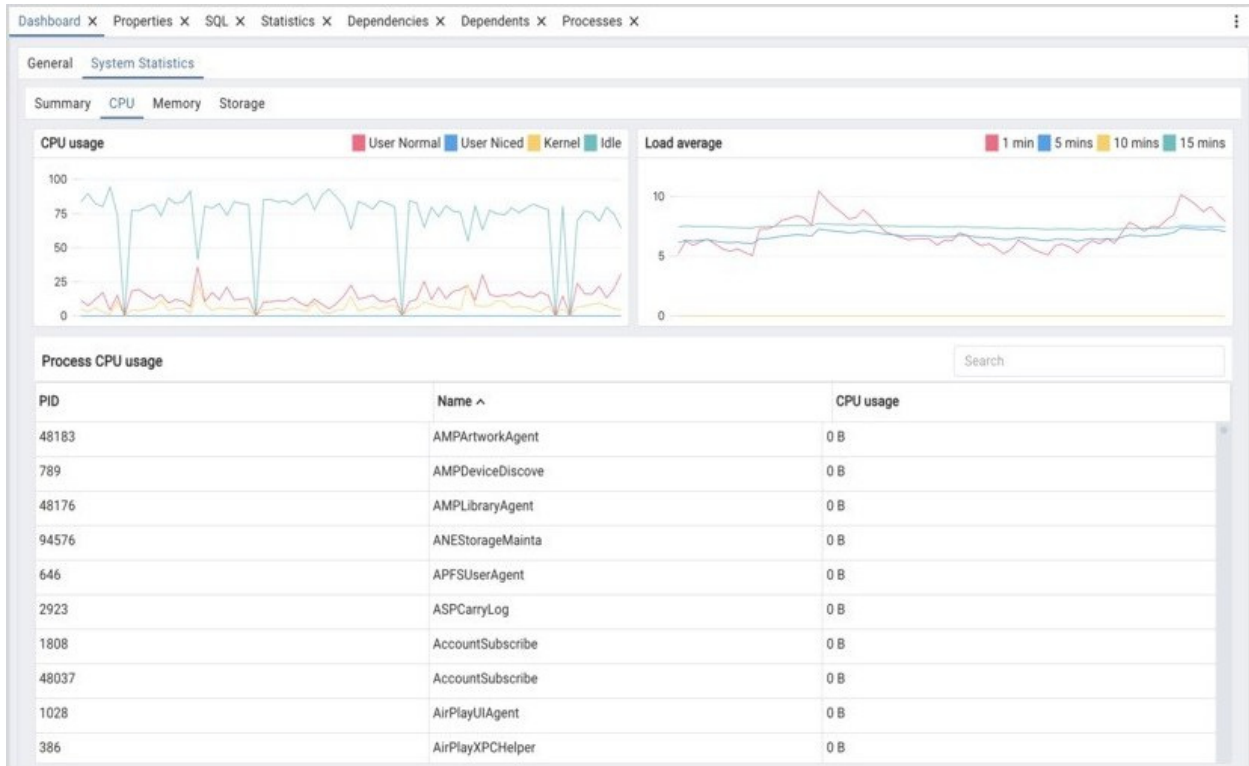 Dashboard X Properties X SQL X Statistics X Dependencies X Dependents X Processes X
General System Statistics
Summary CPU Memory Storage
CPU usage User Normal User Niced Kernel Idle
100
75
50
25
0
Load average 1 min 5 mins 10 mins 15 mins
10
5
0
Process CPU usage Search
PID Name CPU usage
48183 AMPArtworkAgent 0 B
789 AMPDeviceDiscove 0 B
48176 AMPLibraryAgent 0 B
94576 ANEStorageMainta 0 B
646 APFSUserAgent 0 B
2923 ASPCarryLog 0 B
1808 AccountSubscribe 0 B
48037 AccountSubscribe 0 B
1028 AirPlayUIAgent 0 B
386 AirPlayXPCHelper 0 B